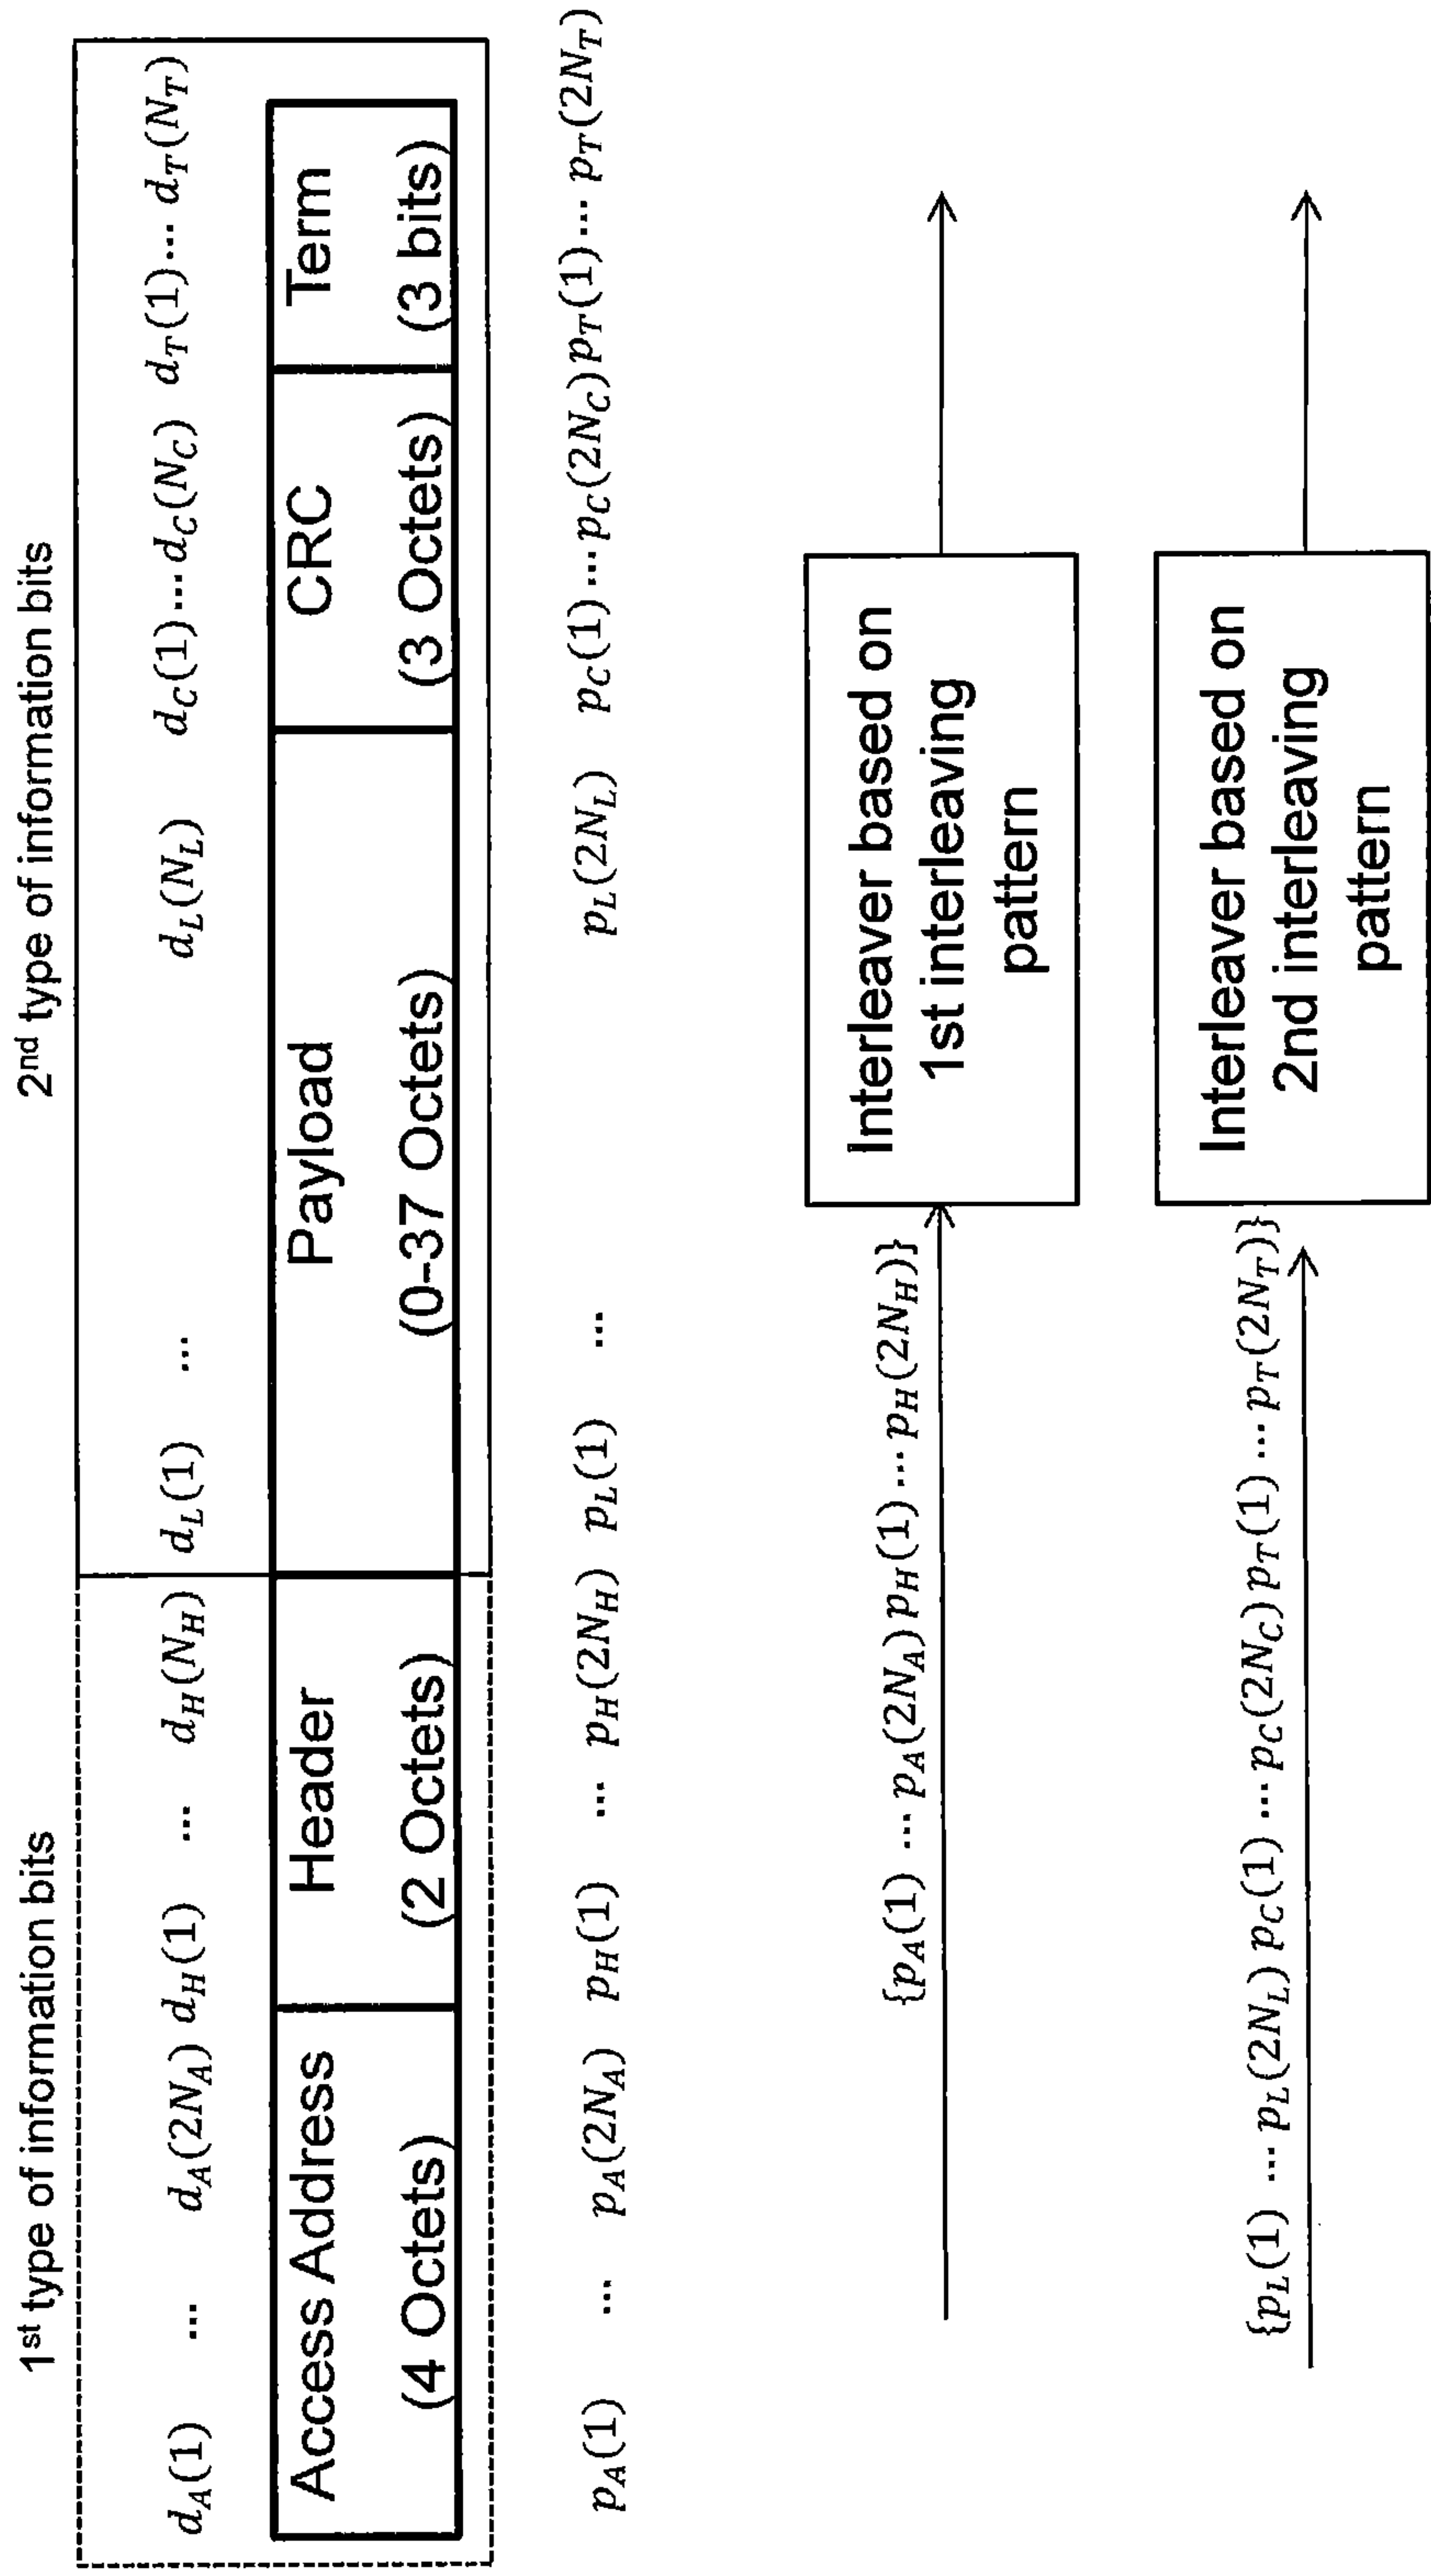 1st type of information bits
2nd type of information bits
d_A(1) ... d_A(2N_A) d_H(1) ... d_H(N_H) d_L(1) ... d_L(N_L) d_C(1)...d_C(N_C) d_T(1)... d_T(N_T)
Access Address
(4 Octets)
Header
(2 Octets)
Payload
(0-37 Octets)
CRC
(3 Octets)
Term
(3 bits)
p_A(1) ... p_A(2N_A) p_H(1) ... p_H(2N_H) p_L(1) ... p_L(2N_L) p_C(1)...p_C(2N_C)p_T(1)... p_T(2N_T)
{p_A(1) ... p_A(2N_A)p_H(1) ... p_H(2N_H)}
Interleaver based on
1st interleaving
pattern
{p_L(1) ... p_L(2N_L) p_C(1) ... p_C(2N_C)p_T(1) ... p_T(2N_T)}
Interleaver based on
2nd interleaving
pattern